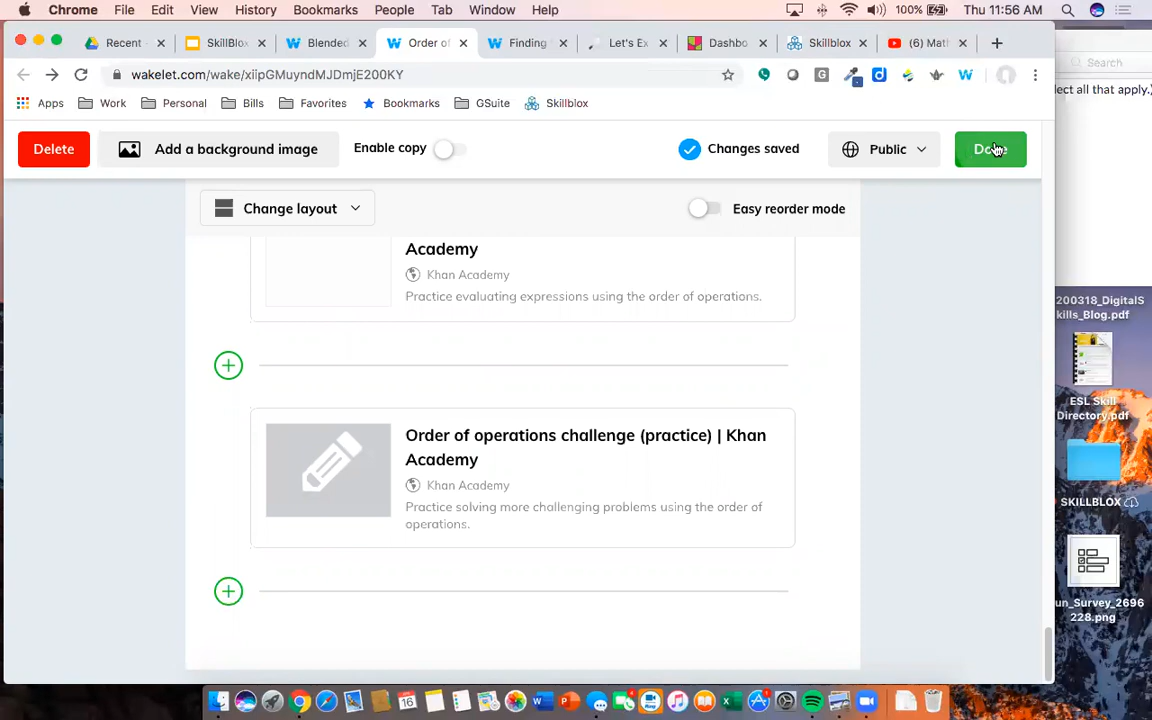 Chrome File Edit View History Bookmarks People Tab Window Help 100% Thu 11:56 AM
Recent SkillBlox Blended Order of Finding Let's Ex Dashbo Skillblox (6) Mat
wakelet.com/wake/xiipGMuyndMJDmjE200KY
Search
Apps Work Personal Bills Favorites Bookmarks GSuite Skillblox
lect all that apply.)
Delete Add a background image Enable copy Changes saved Public
Change layout Easy reorder mode
Academy
Khan Academy
Practice evaluating expressions using the order of operations.
200318_DigitalS
kills_Blog.pdf
ESL Skill
Directory.pdf
Order of operations challenge (practice) | Khan
Academy
Khan Academy
Practice solving more challenging problems using the order of
operations.
SKILLBLOX
un_Survey_2696
228.png